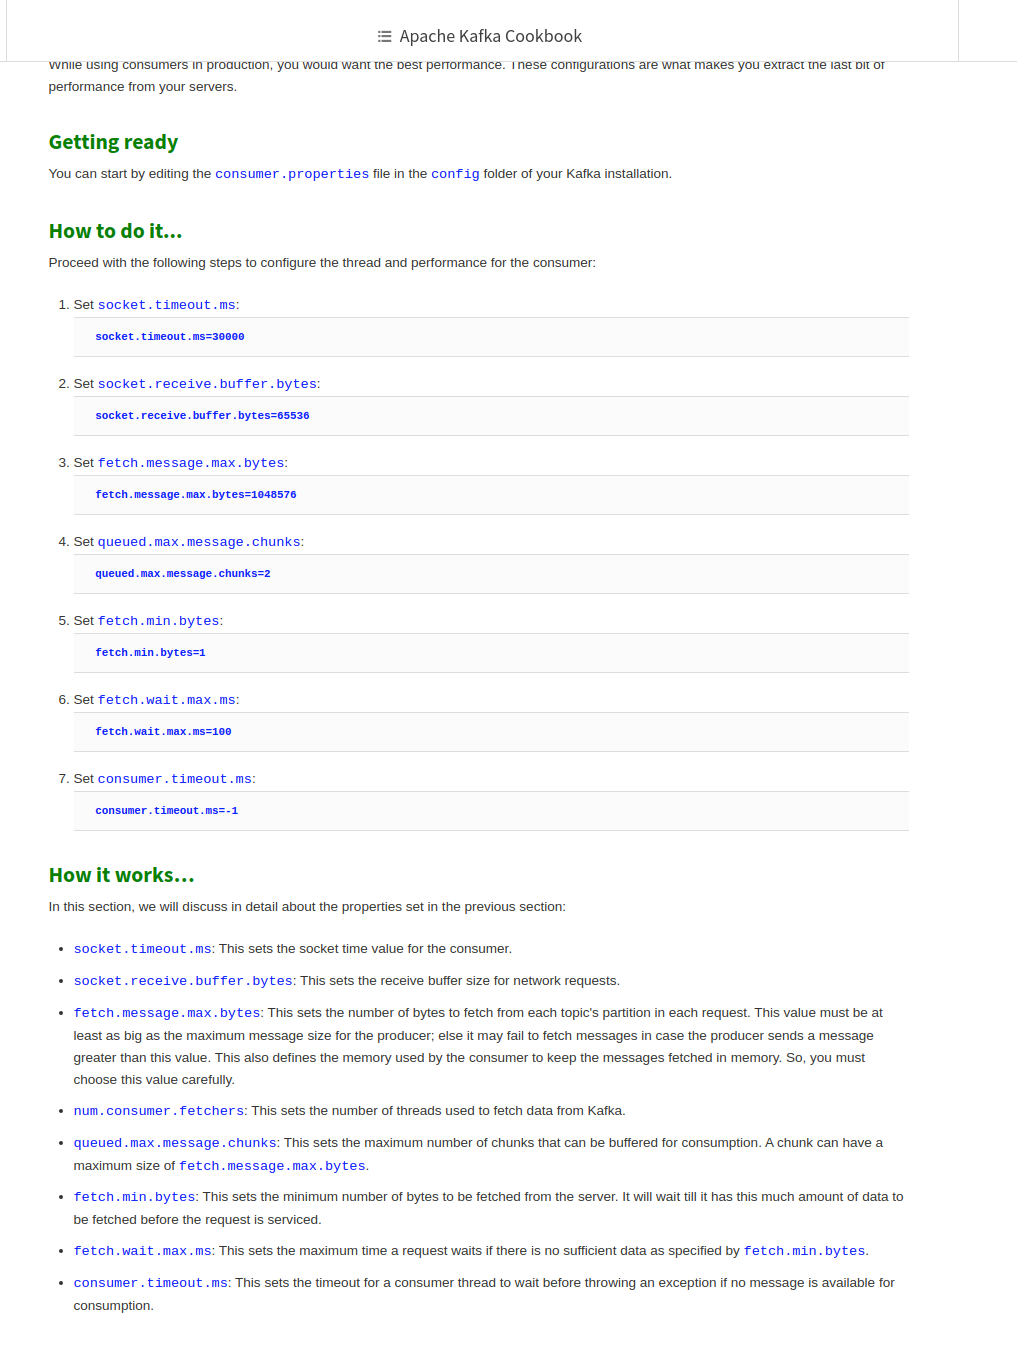 Apache Kafka Cookbook
While using consumers in production, you would want the best performance. These configurations are what makes you extract the last bit of
performance from your servers.
Getting ready
You can start by editing the consumer.properties file in the config folder of your Kafka installation.
How to do it...
Proceed with the following steps to configure the thread and performance for the consumer:
1. Set socket.timeout.ms:
socket.timeout.ms=30000
2. Set socket.receive.buffer.bytes:
socket.receive.buffer.bytes=65536
3. Set fetch.message.max.bytes:
fetch.message.max.bytes=1048576
4. Set queued.max.message.chunks:
queued.max.message.chunks=2
5. Set fetch.min.bytes:
fetch.min.bytes=1
6. Set fetch.wait.max.ms:
fetch.wait.max.ms=100
7. Set consumer.timeout.ms:
consumer.timeout.ms=-1
How it works...
In this section, we will discuss in detail about the properties set in the previous section:
• socket.timeout.ms: This sets the socket time value for the consumer.
• socket.receive.buffer.bytes: This sets the receive buffer size for network requests.
• fetch.message.max.bytes: This sets the number of bytes to fetch from each topic's partition in each request. This value must be at
least as big as the maximum message size for the producer; else it may fail to fetch messages in case the producer sends a message
greater than this value. This also defines the memory used by the consumer to keep the messages fetched in memory. So, you must
choose this value carefully.
• num.consumer.fetchers: This sets the number of threads used to fetch data from Kafka.
• queued.max.message.chunks: This sets the maximum number of chunks that can be buffered for consumption. A chunk can have a
maximum size of fetch.message.max.bytes.
• fetch.min.bytes: This sets the minimum number of bytes to be fetched from the server. It will wait till it has this much amount of data to
be fetched before the request is serviced.
• fetch.wait.max.ms: This sets the maximum time a request waits if there is no sufficient data as specified by fetch.min.bytes.
• consumer.timeout.ms: This sets the timeout for a consumer thread to wait before throwing an exception if no message is available for
consumption.